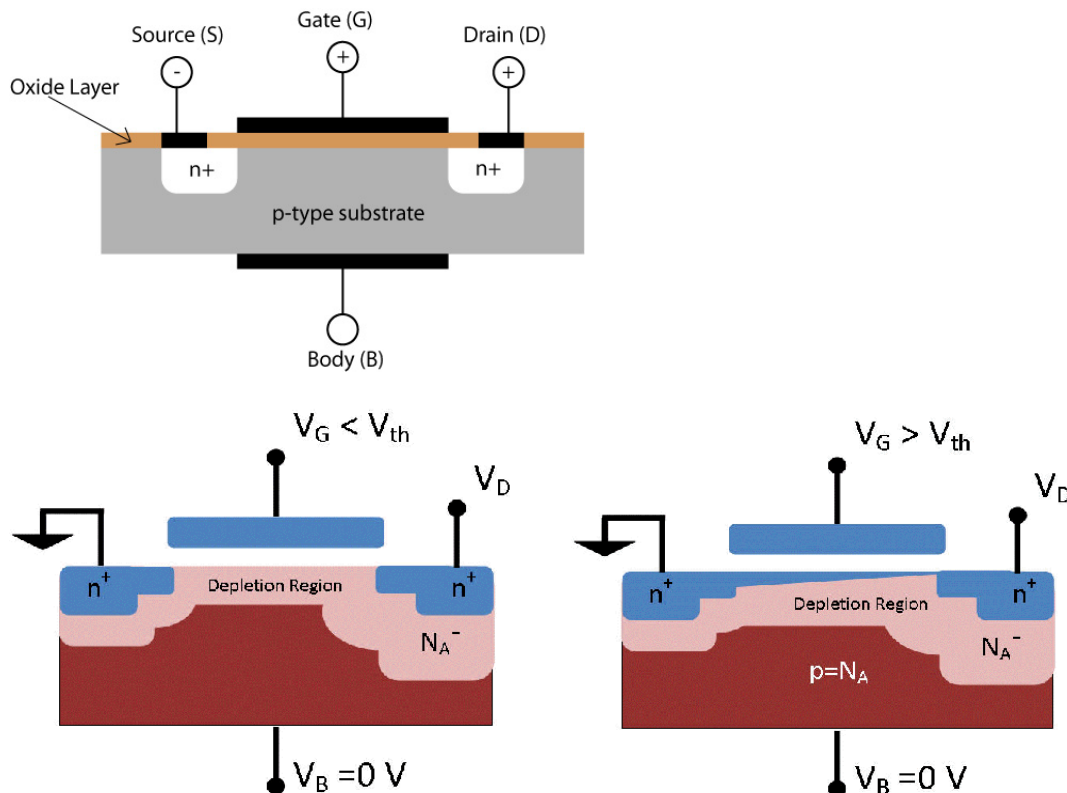 Gate (G)
Source (S)
Drain (D)
+
-
+
Oxide Layer
n+
n+
p-type substrate
Body (B)
V_G < V_th
V_D
n⁺
Depletion Region
n⁺
N_A⁻
V_B =0 V
V_G > V_th
V_D
n⁺
Depletion Region
n⁺
N_A⁻
p=N_A
V_B =0 V